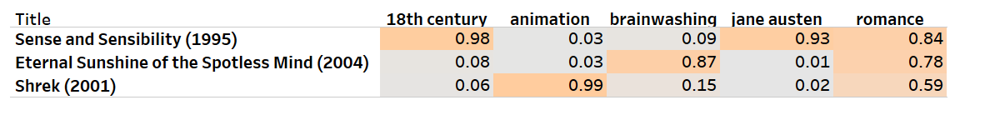 Title 18th century animation brainwashing jane austen romance
Sense and Sensibility (1995) 0.98 0.03 0.09 0.93 0.84
Eternal Sunshine of the Spotless Mind (2004) 0.08 0.03 0.87 0.01 0.78
Shrek (2001) 0.06 0.99 0.15 0.02 0.59